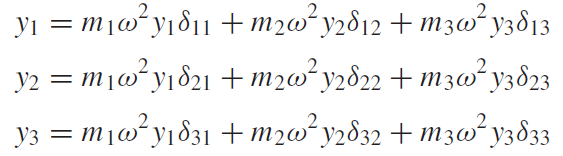 y₁ = m₁ω²y₁δ₁₁ + m₂ω²y₂δ₁₂ + m₃ω²y₃δ₁₃
y₂ = m₁ω²y₁δ₂₁ + m₂ω²y₂δ₂₂ + m₃ω²y₃δ₂₃
y₃ = m₁ω²y₁δ₃₁ + m₂ω²y₂δ₃₂ + m₃ω²y₃δ₃₃